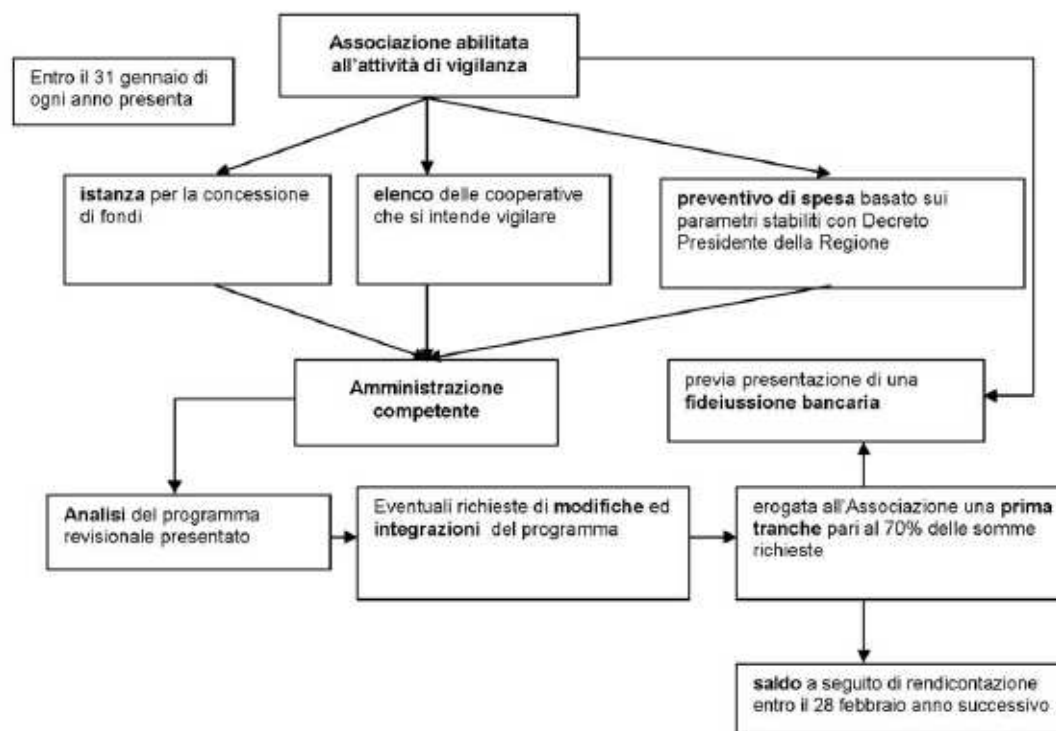 Associazione abilitata
all'attività di vigilanza
Entro il 31 gennaio di
ogni anno presenta
istanza per la concessione
di fondi
elenco delle cooperative
che si intende vigilare
preventivo di spesa basato sui
parametri stabiliti con Decreto
Presidente della Regione
Amministrazione
competente
previa presentazione di una
fideiussione bancaria
Analisi del programma
revisionale presentato
Eventuali richieste di modifiche ed
integrazioni del programma
erogata all'Associazione una prima
tranche pari al 70% delle somme
richieste
saldo a seguito di rendicontazione
entro il 28 febbraio anno successivo